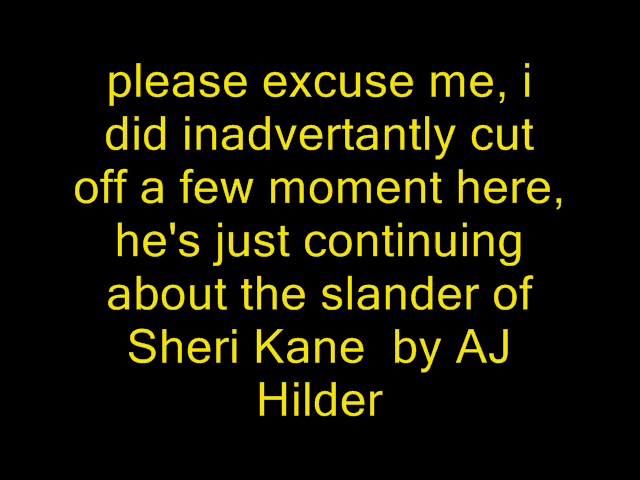 please excuse me, i
did inadvertantly cut
off a few moment here,
he's just continuing
about the slander of
Sheri Kane  by AJ
Hilder